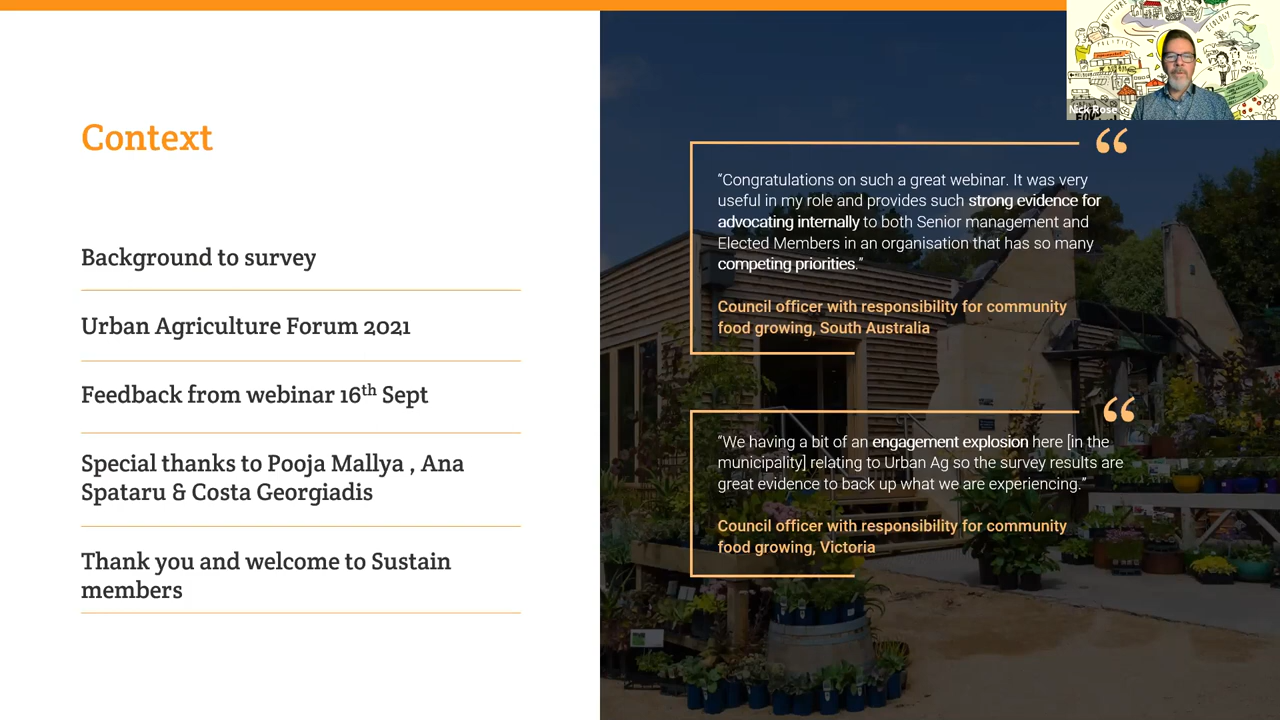 Context
Background to survey
Urban Agriculture Forum 2021
Feedback from webinar 16th Sept
Special thanks to Pooja Mallya , Ana
Spataru & Costa Georgiadis
Thank you and welcome to Sustain
members
“Congratulations on such a great webinar. It was very
useful in my role and provides such strong evidence for
advocating internally to both Senior management and
Elected Members in an organisation that has so many
competing priorities.”
Council officer with responsibility for community
food growing, South Australia
“We having a bit of an engagement explosion here [in the
municipality] relating to Urban Ag so the survey results are
great evidence to back up what we are experiencing.”
Council officer with responsibility for community
food growing, Victoria
CULTURE
ECOLOGY
POLITICS
Nick Rose